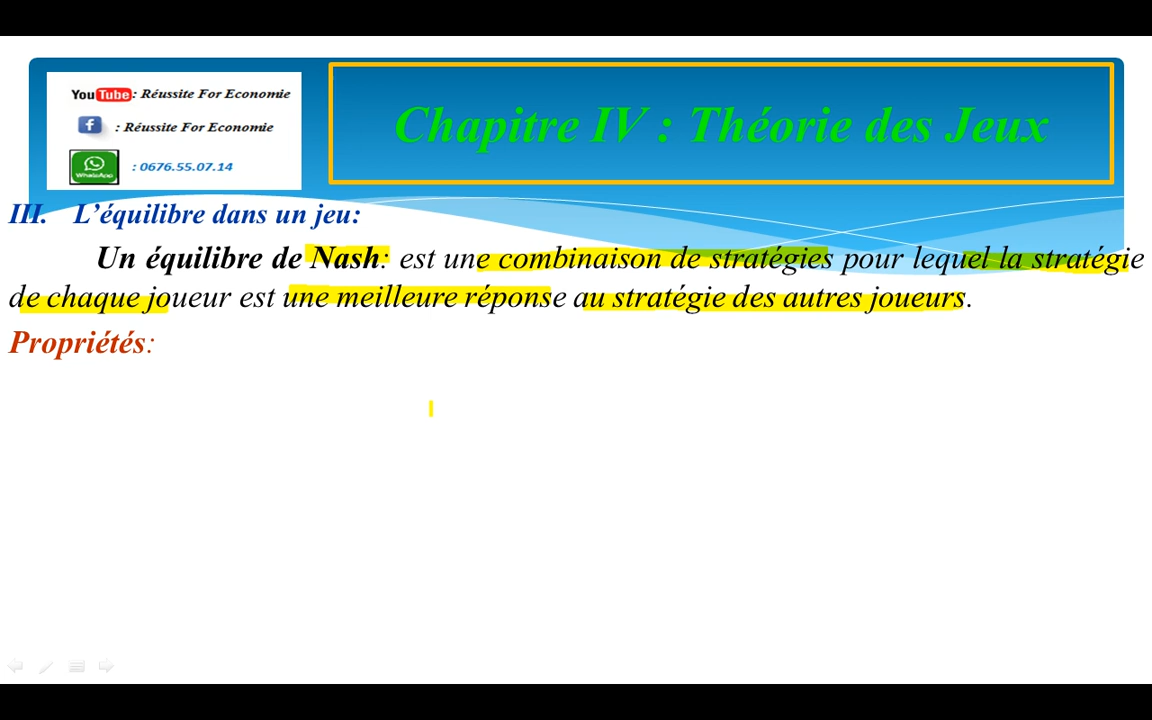 YouTube: Réussite For Economie
: Réussite For Economie
WhatsApp : 0676.55.07.14
Chapitre IV : Théorie des Jeux
III. L’équilibre dans un jeu:
Un équilibre de Nash: est une combinaison de stratégies pour lequel la stratégie
de chaque joueur est une meilleure réponse au stratégie des autres joueurs.
Propriétés: